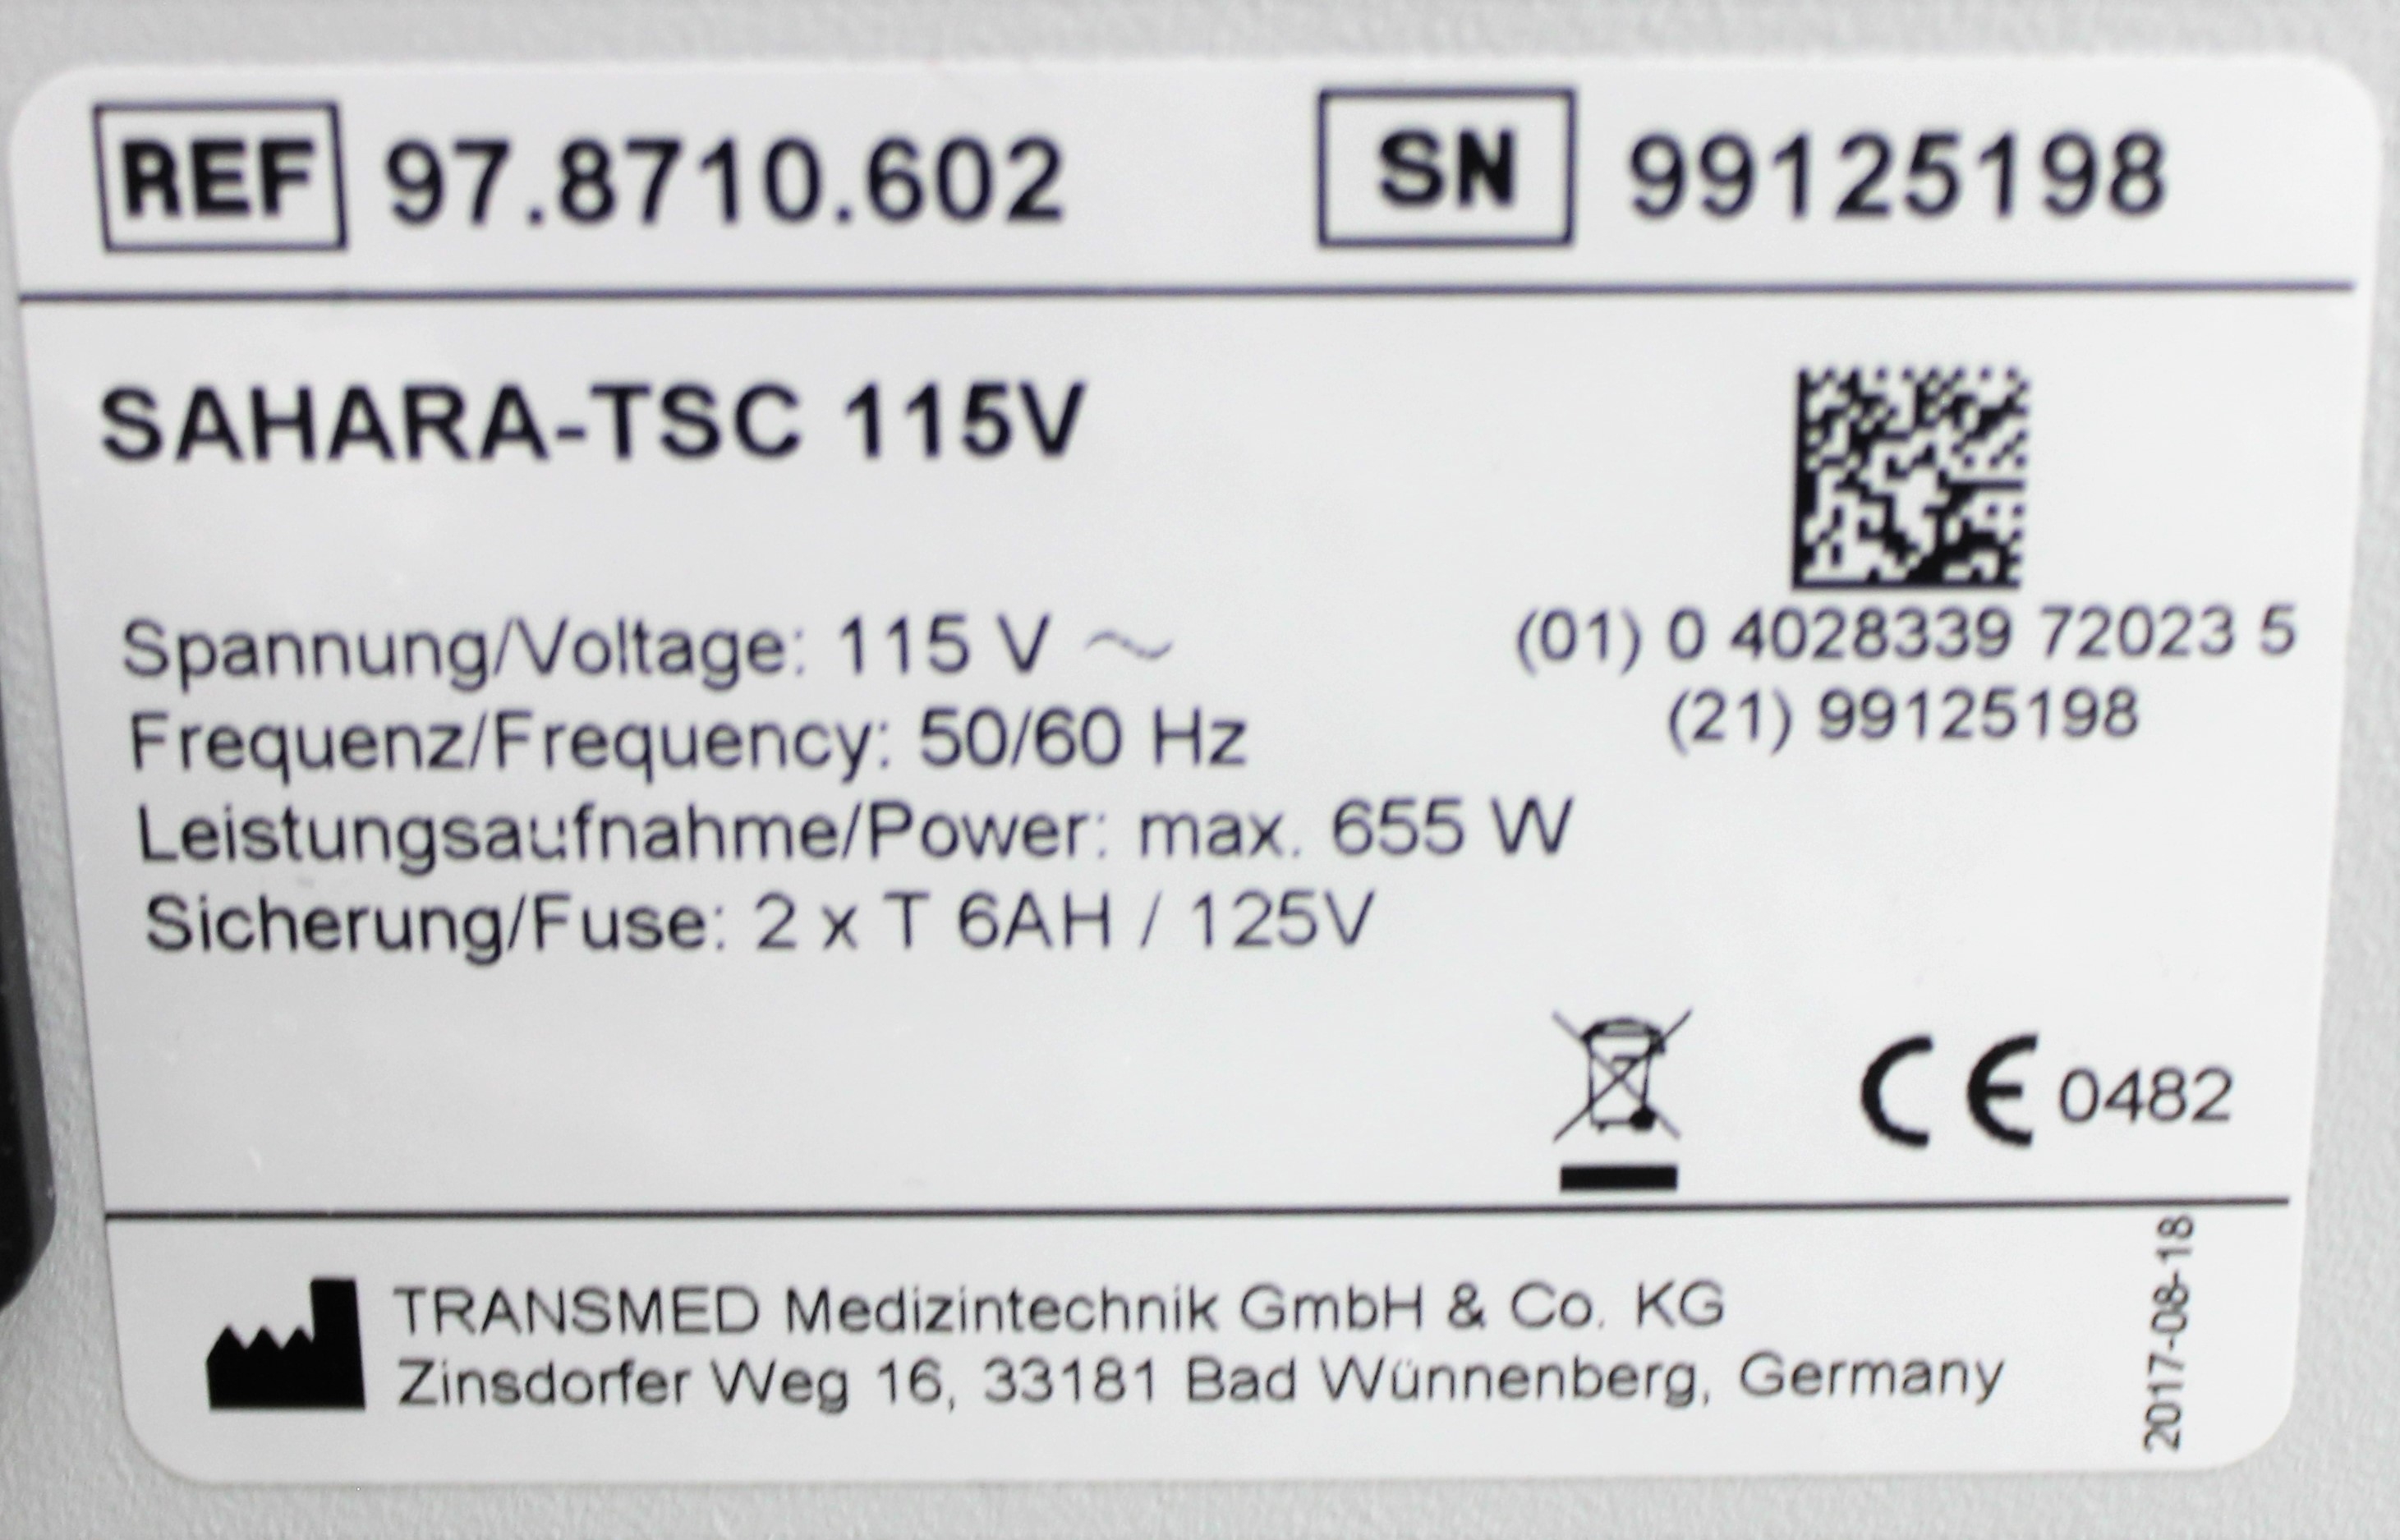 REF 97.8710.602 SN 99125198
SAHARA-TSC 115V
Spannung/Voltage: 115 V ~
Frequenz/Frequency: 50/60 Hz
Leistungsaufnahme/Power: max. 655 W
Sicherung/Fuse: 2 x T 6AH / 125V
(01) 0 4028339 72023 5
(21) 99125198
CE 0482
TRANSMED Medizintechnik GmbH & Co. KG
Zinsdorfer Weg 16, 33181 Bad Wünnenberg, Germany
2017-08-18